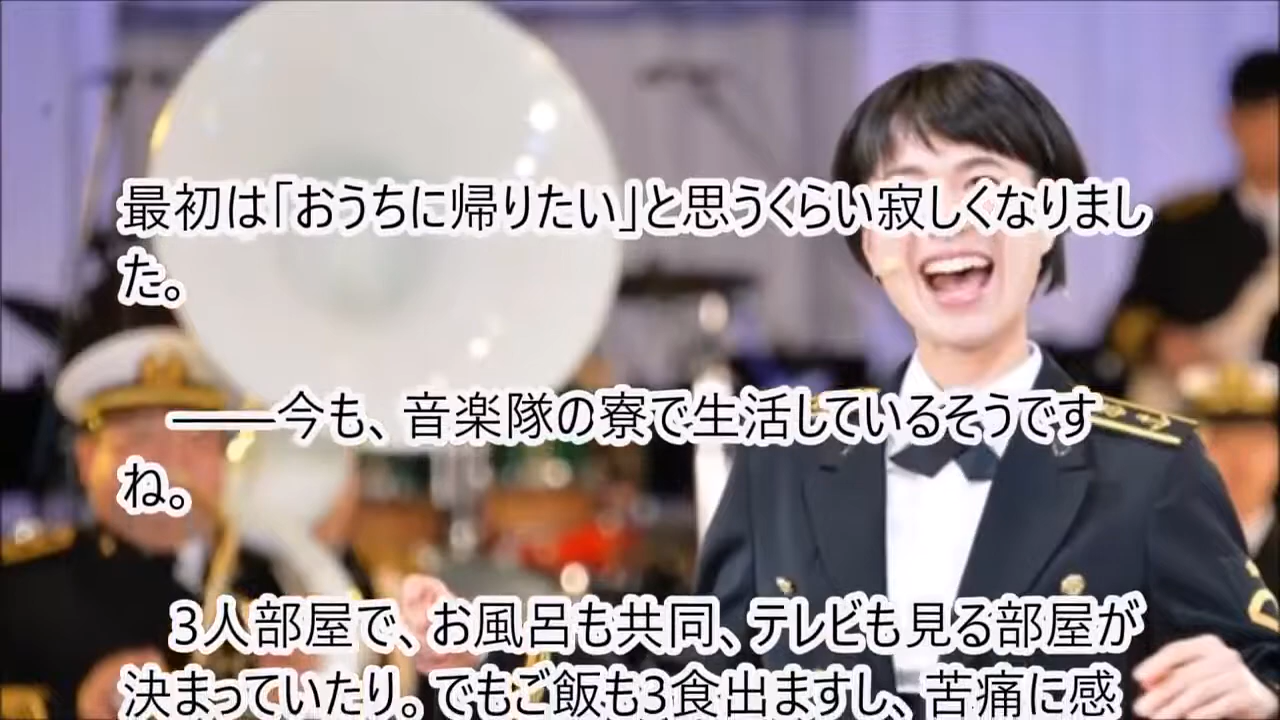 最初は「おうちに帰りたい」と思うくらい寂しくなりまし
た。
――今も、音楽隊の寮で生活しているそうです
ね。
3人部屋で、お風呂も共同、テレビも見る部屋が
決まっていたり。でもご飯も3食出ますし、苦痛に感